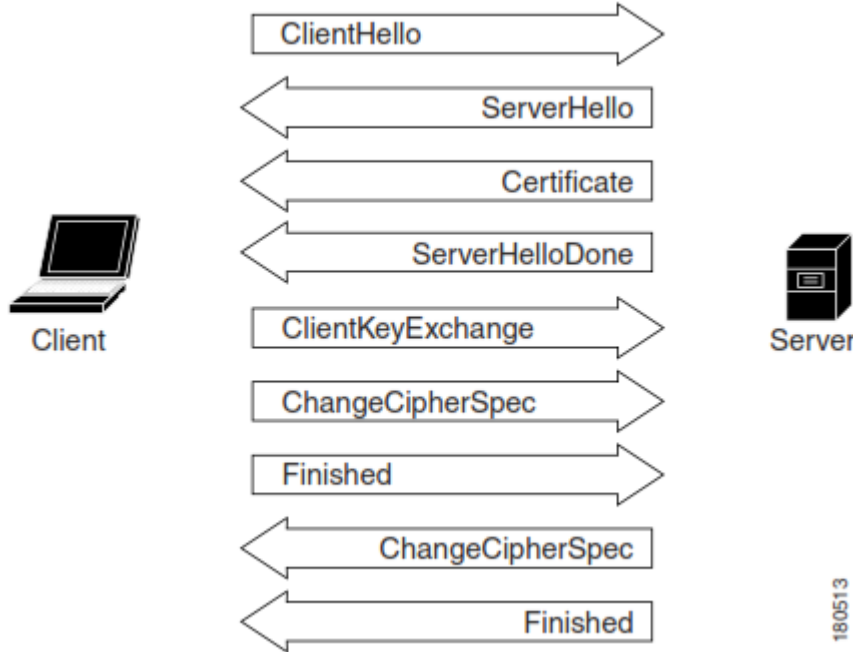 ClientHello
ServerHello
Certificate
ServerHelloDone
Client
ClientKeyExchange
Server
ChangeCipherSpec
Finished
ChangeCipherSpec
Finished
180513